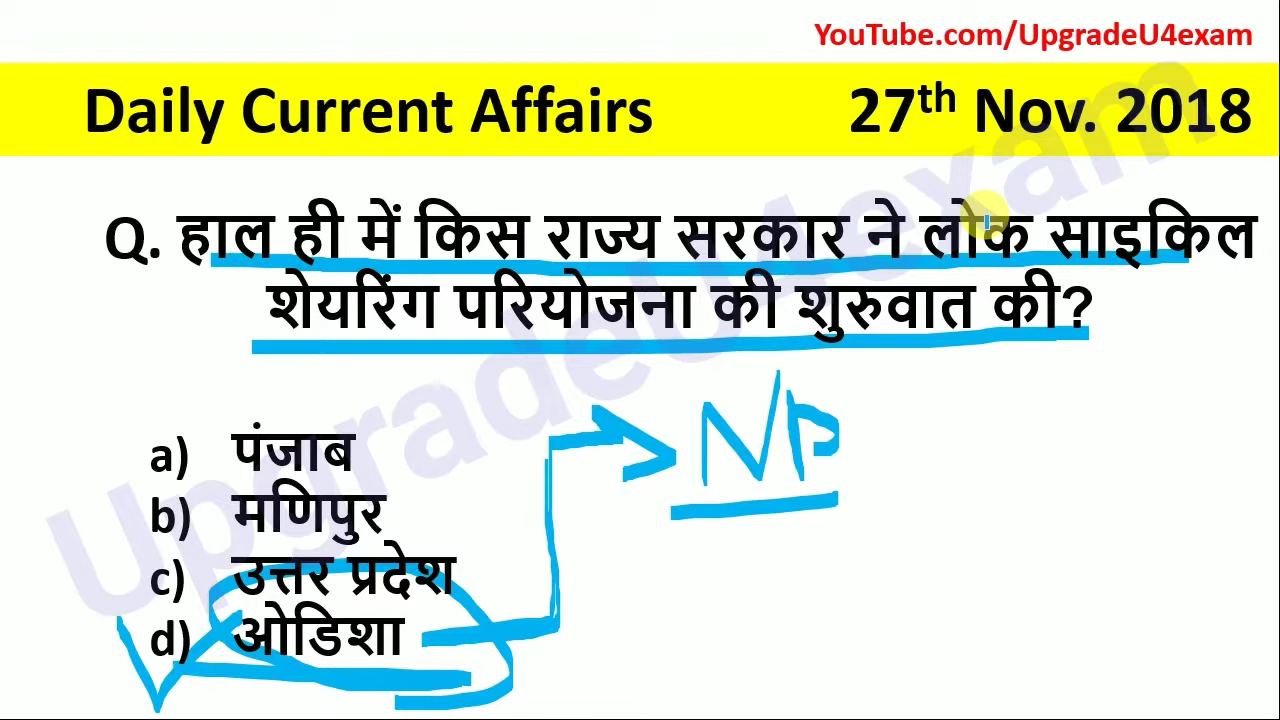 YouTube.com/UpgradeU4exam
Daily Current Affairs 27th Nov. 2018
Q. हाल ही में किस राज्य सरकार ने लोक साइकिल
शेयरिंग परियोजना की शुरुवात की?
a) पंजाब
b) मणिपुर
c) उत्तर प्रदेश
d) ओडिशा
NP
UpgradeU4exam